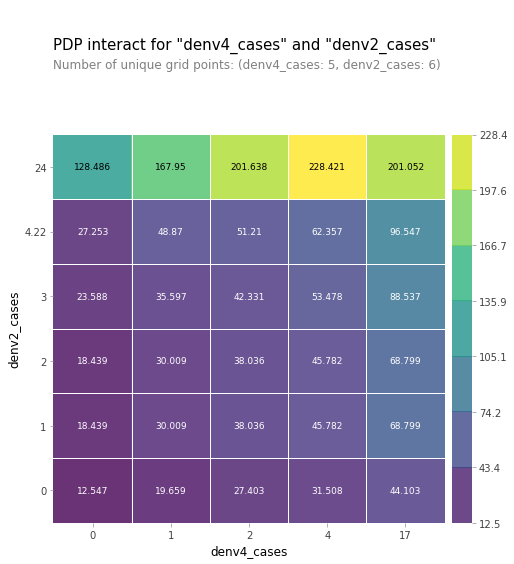 PDP interact for "denv4_cases" and "denv2_cases"
Number of unique grid points: (denv4_cases: 5, denv2_cases: 6)
228.4
24 128.486 167.95 201.638 228.421 201.052
197.6
4.22 27.253 48.87 51.21 62.357 96.547
166.7
3 23.588 35.597 42.331 53.478 88.537
135.9
denv2_cases
105.1
2 18.439 30.009 38.036 45.782 68.799
74.2
1 18.439 30.009 38.036 45.782 68.799
43.4
0 12.547 19.659 27.403 31.508 44.103
12.5
0 1 2 4 17
denv4_cases